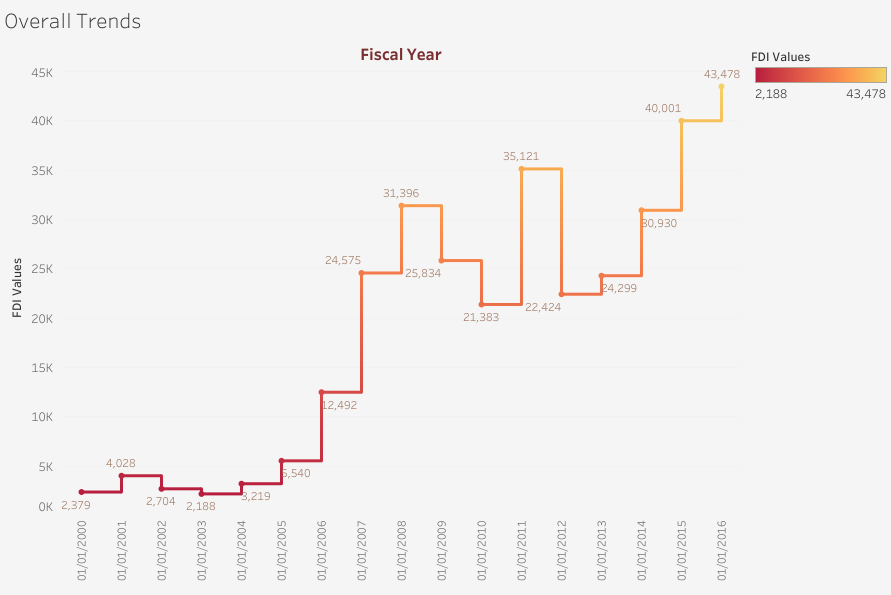 Overall Trends
Fiscal Year
FDI Values
2,188 43,478
45K
40K
35K
30K
25K
20K
15K
10K
5K
0K
FDI Values
2,379
4,028
2,704
2,188
3,219
5,540
12,492
24,575
31,396
25,834
21,383
35,121
22,424
24,299
30,930
40,001
43,478
01/01/2000
01/01/2001
01/01/2002
01/01/2003
01/01/2004
01/01/2005
01/01/2006
01/01/2007
01/01/2008
01/01/2009
01/01/2010
01/01/2011
01/01/2012
01/01/2013
01/01/2014
01/01/2015
01/01/2016